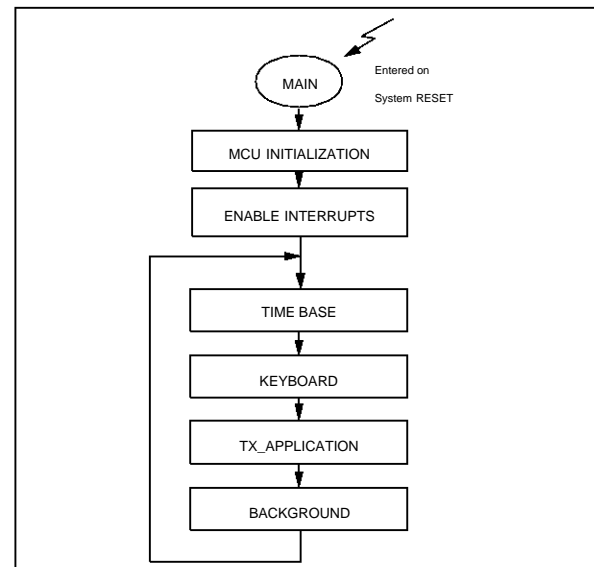 MAIN
Entered on
System RESET
MCU INITIALIZATION
ENABLE INTERRUPTS
TIME BASE
KEYBOARD
TX_APPLICATION
BACKGROUND